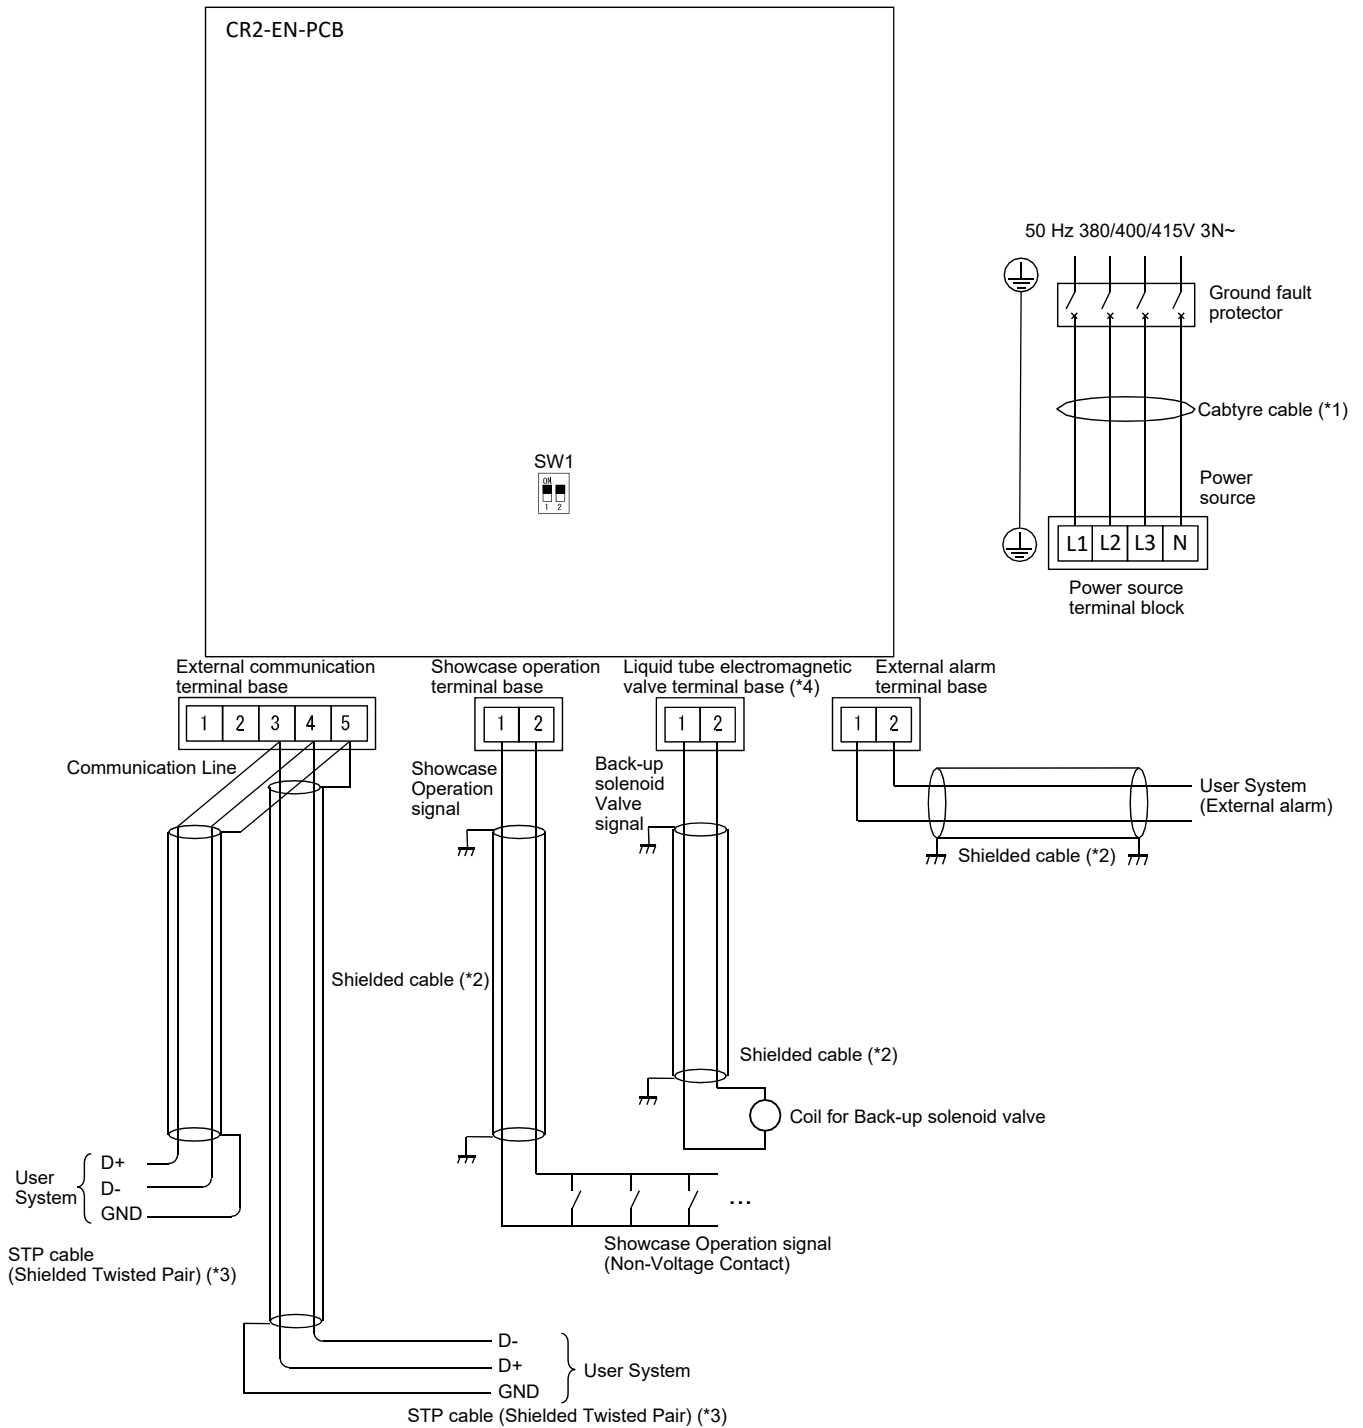 CR2-EN-PCB
50 Hz 380/400/415V 3N~
Ground fault
protector
Cabtyre cable (*1)
SW1
ON
1 2
Power
source
L1 L2 L3 N
Power source
terminal block
External communication
terminal base
Showcase operation
terminal base
Liquid tube electromagnetic
valve terminal base (*4)
External alarm
terminal base
1 2 3 4 5
1 2
1 2
1 2
Communication Line
Showcase
Operation
signal
Back-up
solenoid
Valve
signal
User System
(External alarm)
Shielded cable (*2)
Shielded cable (*2)
Shielded cable (*2)
Coil for Back-up solenoid valve
User
System
D+
D-
GND
STP cable
(Shielded Twisted Pair) (*3)
...
Showcase Operation signal
(Non-Voltage Contact)
D-
D+
GND
User System
STP cable (Shielded Twisted Pair) (*3)